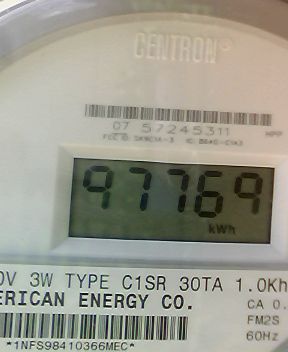 CENTRON®
07 57245311
97769
kWh
0V 3W TYPE C1SR 30TA 1.0Kh
ERICAN ENERGY CO.
CA 0.
FM2S
60Hz
*1NFS98410366MEC*